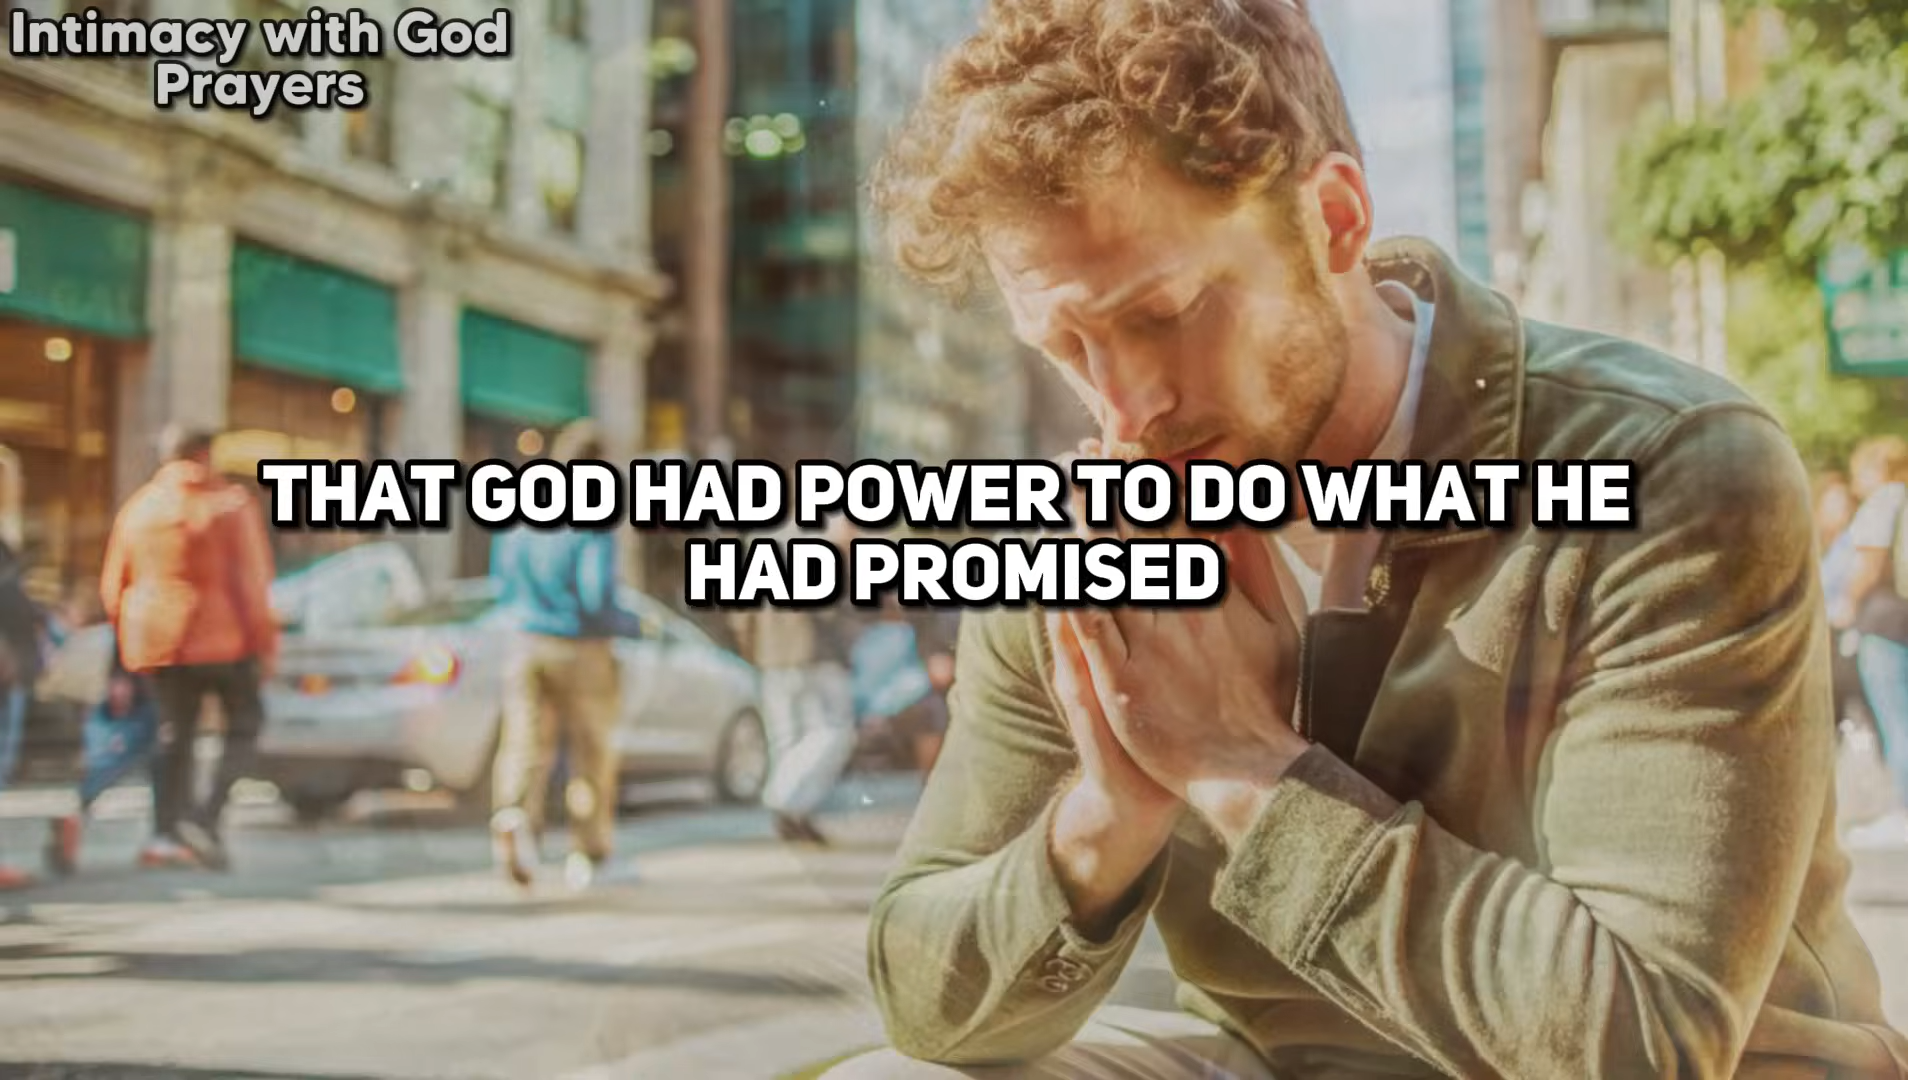 Intimacy with God
Prayers
THAT GOD HAD POWER TO DO WHAT HE
HAD PROMISED